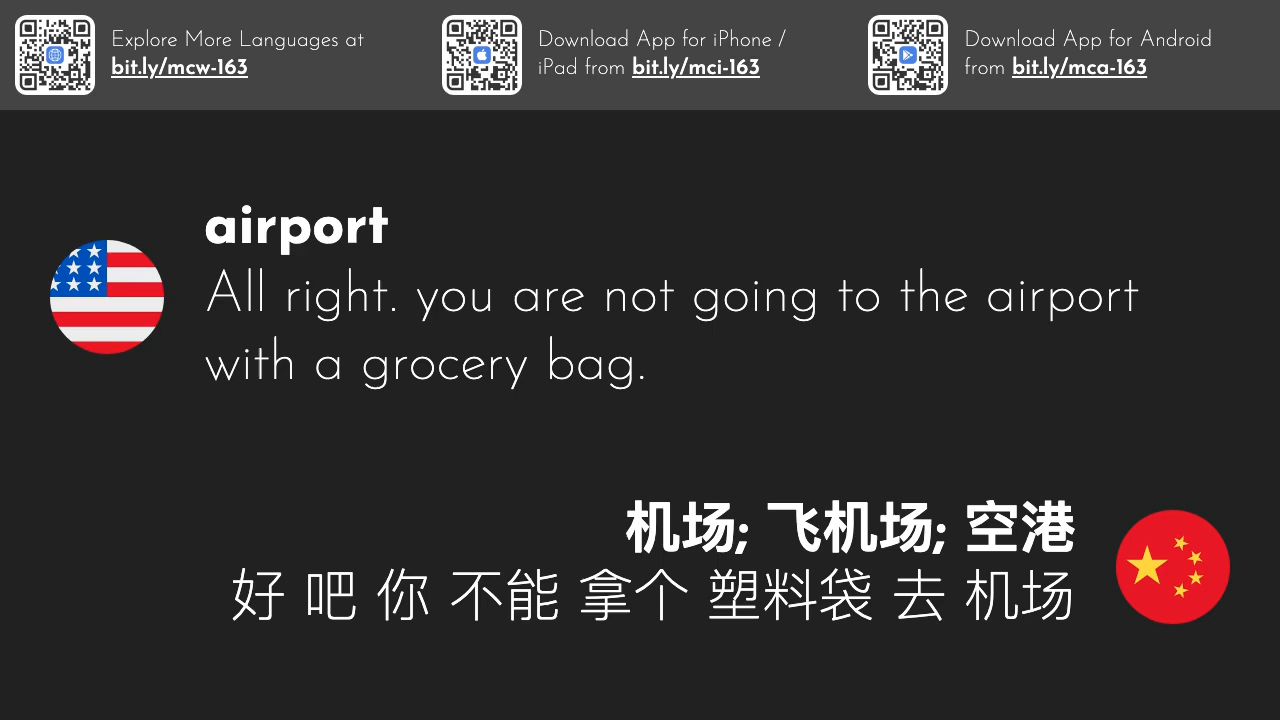 Explore More Languages at
bit.ly/mcw-163
Download App for iPhone /
iPad from bit.ly/mci-163
Download App for Android
from bit.ly/mca-163
airport
All right. you are not going to the airport
with a grocery bag.
机场; 飞机场; 空港
好 吧 你 不能 拿个 塑料袋 去 机场